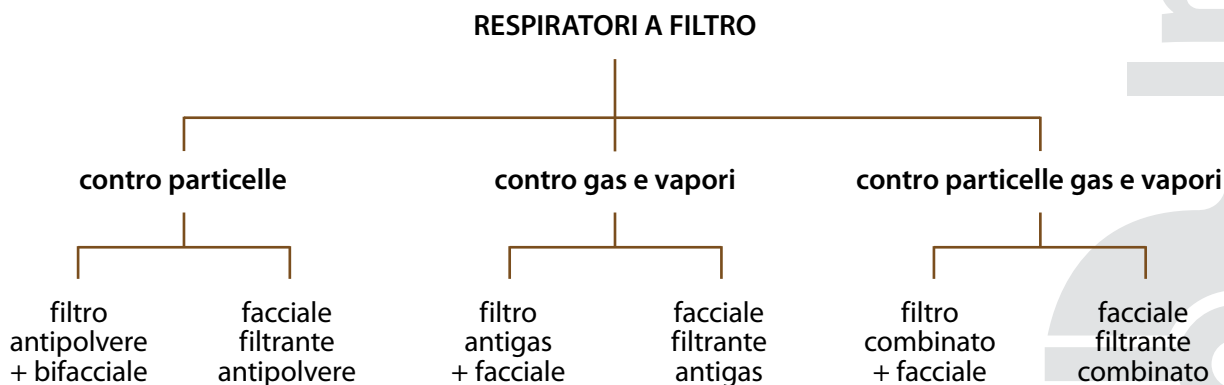 RESPIRATORI A FILTRO
contro particelle
contro gas e vapori
contro particelle gas e vapori
filtro
antipolvere
+ bifacciale
facciale
filtrante
antipolvere
filtro
antigas
+ facciale
facciale
filtrante
antigas
filtro
combinato
+ facciale
facciale
filtrante
combinato